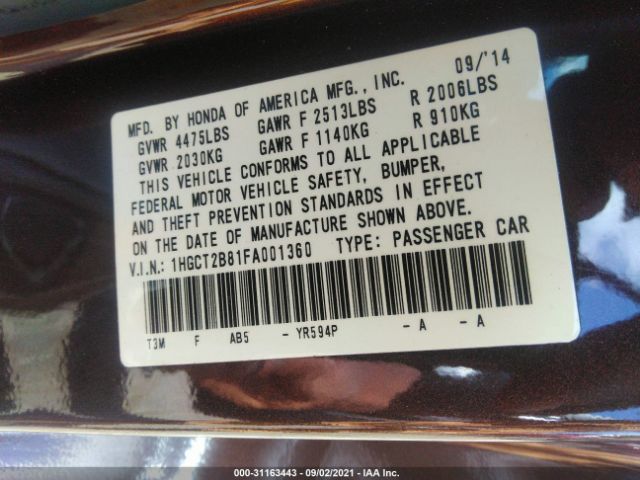 MFD. BY HONDA OF AMERICA MFG., INC. 09/'14
GVWR 4475LBS GAWR F 2513LBS R 2006LBS
GVWR 2030KG GAWR F 1140KG R 910KG
THIS VEHICLE CONFORMS TO ALL APPLICABLE
FEDERAL MOTOR VEHICLE SAFETY, BUMPER,
AND THEFT PREVENTION STANDARDS IN EFFECT
ON THE DATE OF MANUFACTURE SHOWN ABOVE.
V.I.N.: 1HGCT2B81FA001360 TYPE: PASSENGER CAR
T3M F AB5 - YR594P - A - A
000-31163443 - 09/02/2021 - IAA Inc.